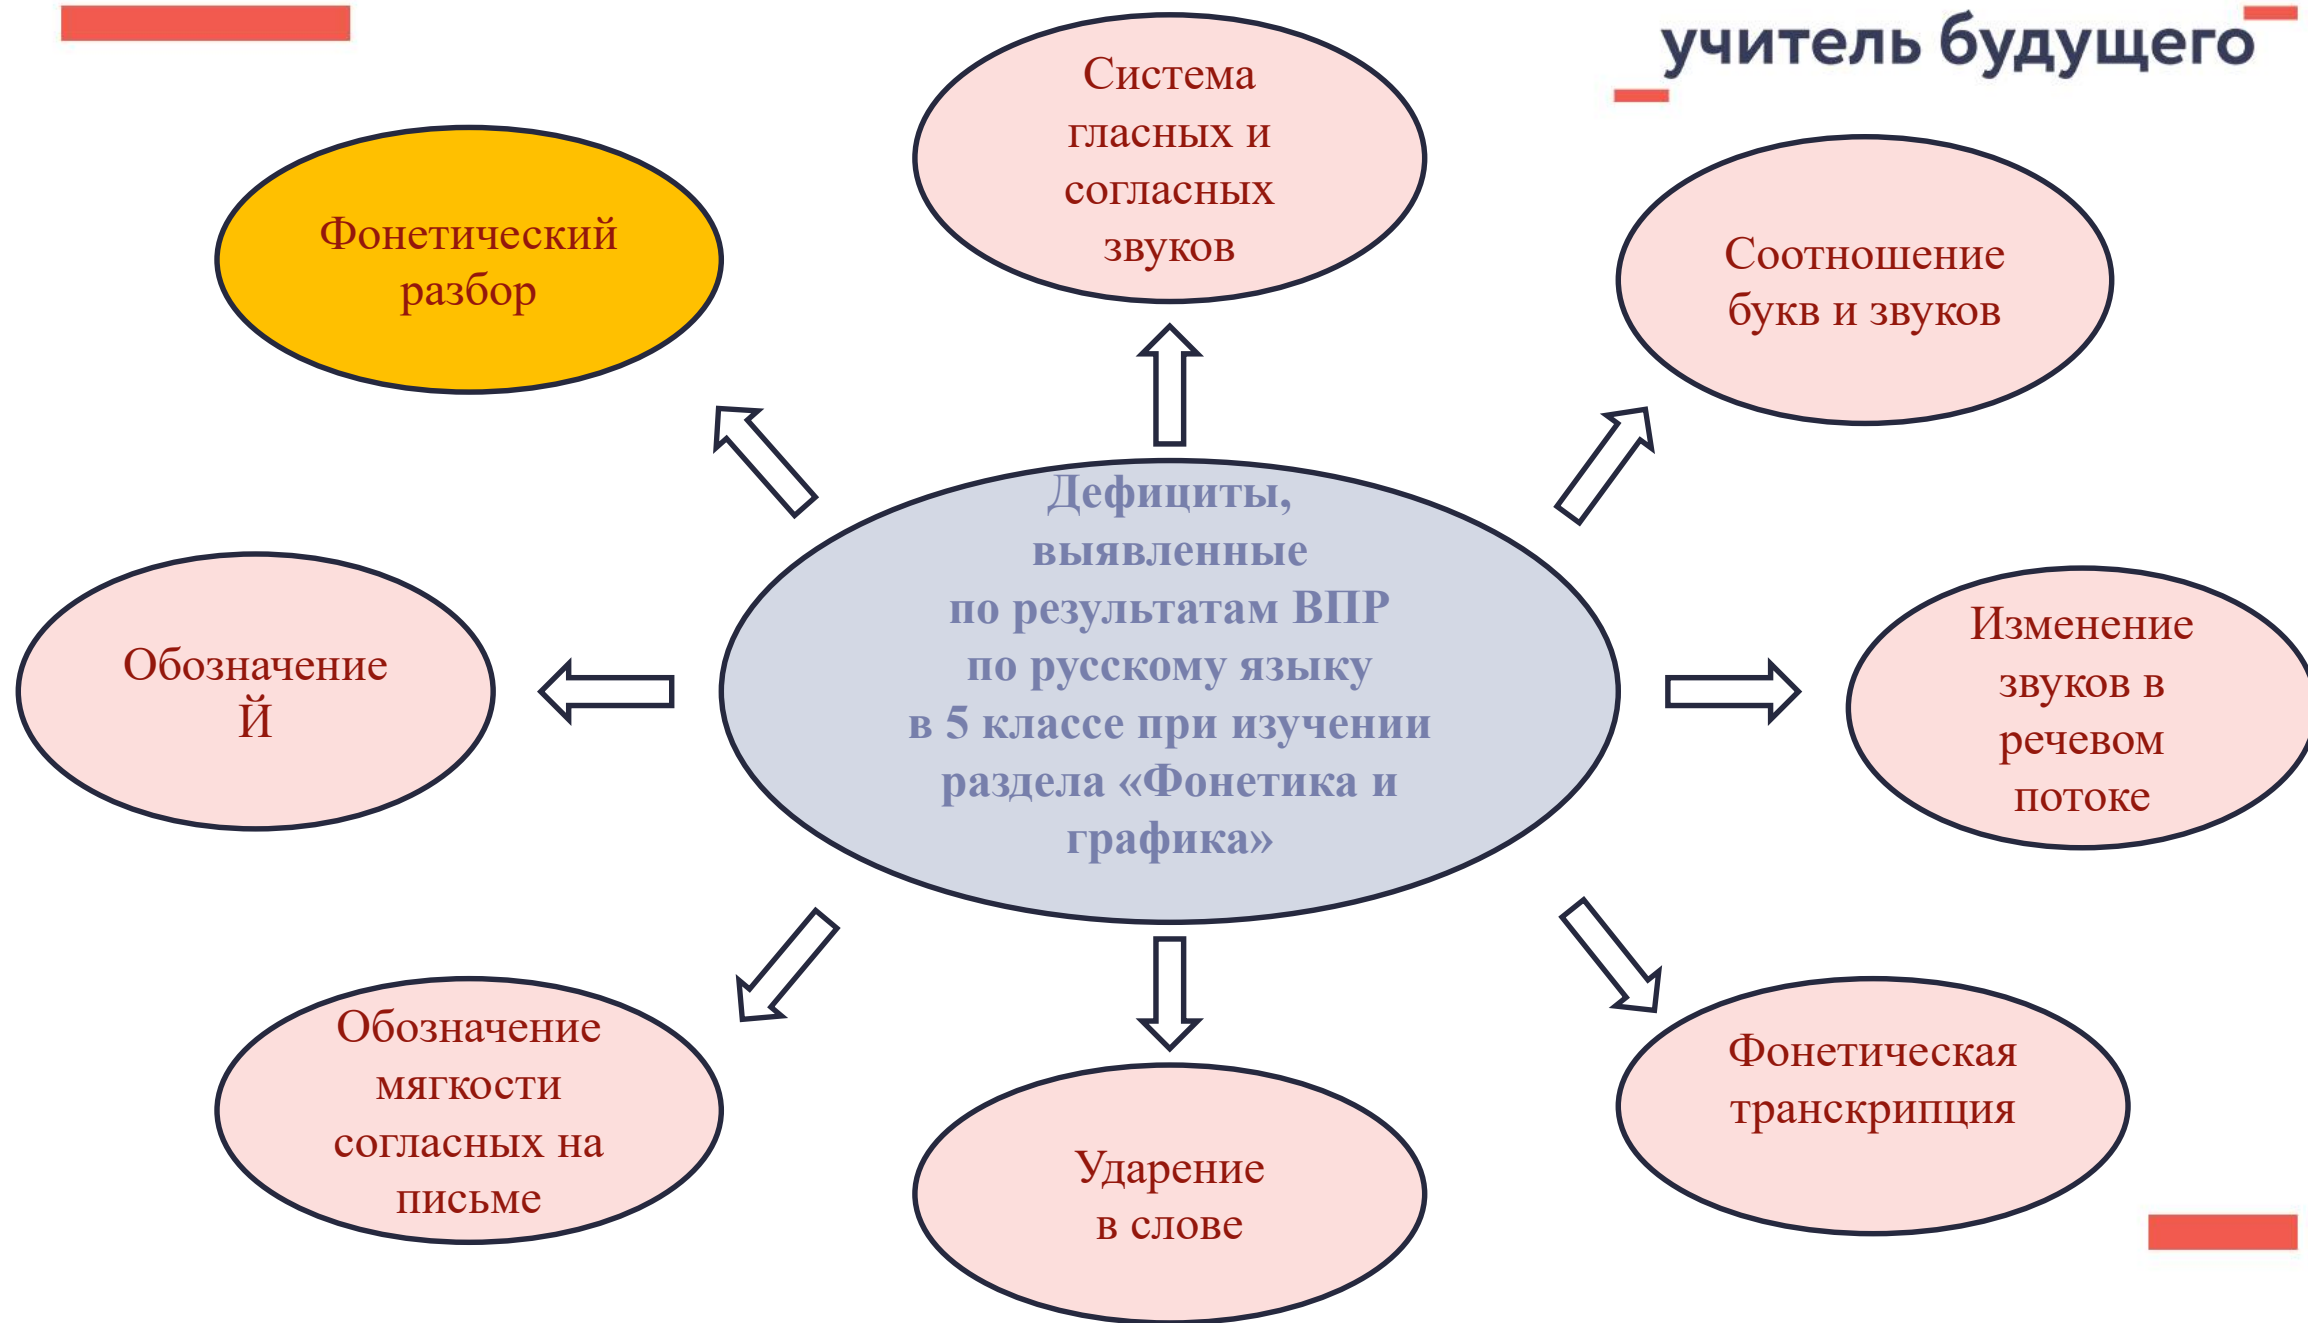 учитель будущего
Система
гласных и
согласных
звуков
Фонетический
разбор
Соотношение
букв и звуков
Дефициты,
выявленные
по результатам ВПР
по русскому языку
в 5 классе при изучении
раздела «Фонетика и
графика»
Обозначение
Й
Изменение
звуков в
речевом
потоке
Обозначение
мягкости
согласных на
письме
Ударение
в слове
Фонетическая
транскрипция